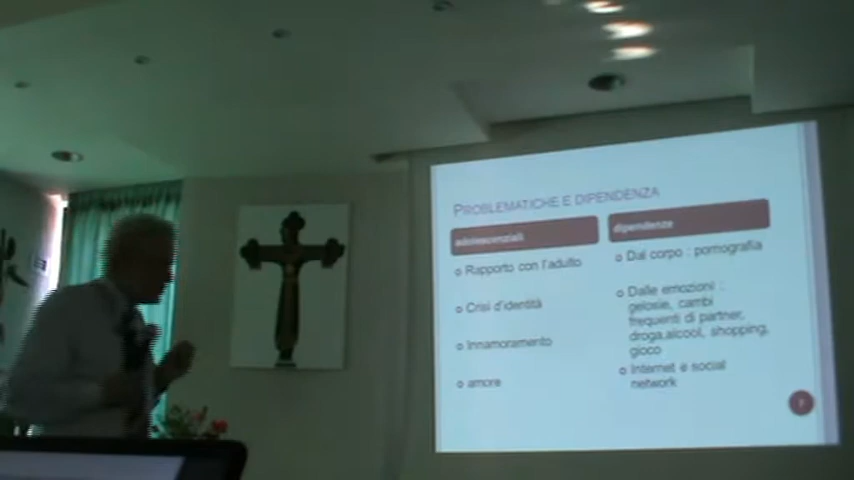 PROBLEMATICHE E DIPENDENZA
adolescenziali
Rapporto con l'adulto
Crisi d'identità
Innamoramento
amore
dipendenze
Dal corpo : pornografia
Dalle emozioni :
gelosie, cambi
frequenti di partner,
droga,alcool, shopping,
gioco
Internet e social
network